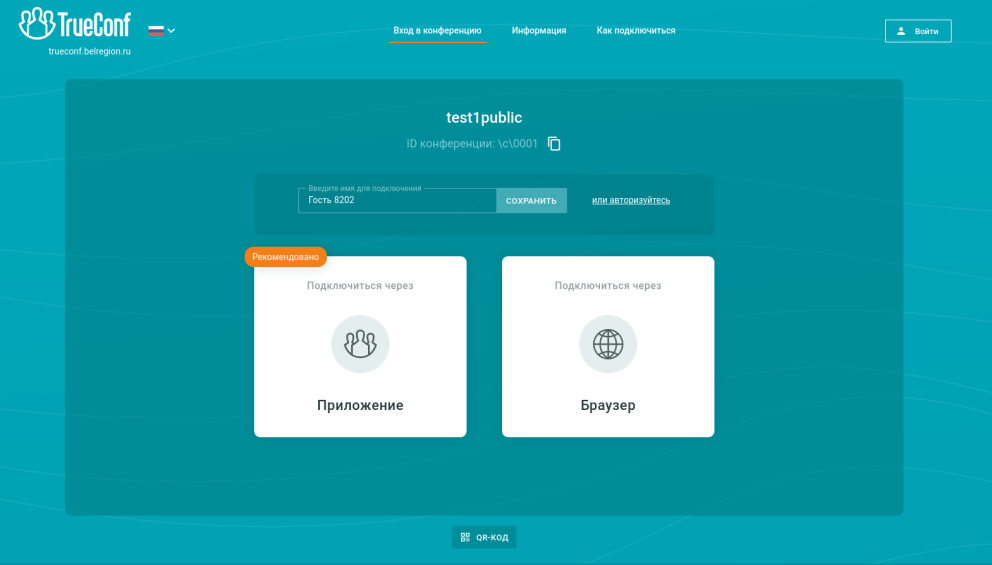 TrueConf
trueconf.belregion.ru
Вход в конференцию
Информация
Как подключиться
Войти
test1public
ID конференции: \c\0001
Введите имя для подключения
Гость 8202
СОХРАНИТЬ
или авторизуйтесь
Рекомендовано
Подключиться через
Приложение
Подключиться через
Браузер
QR-КОД